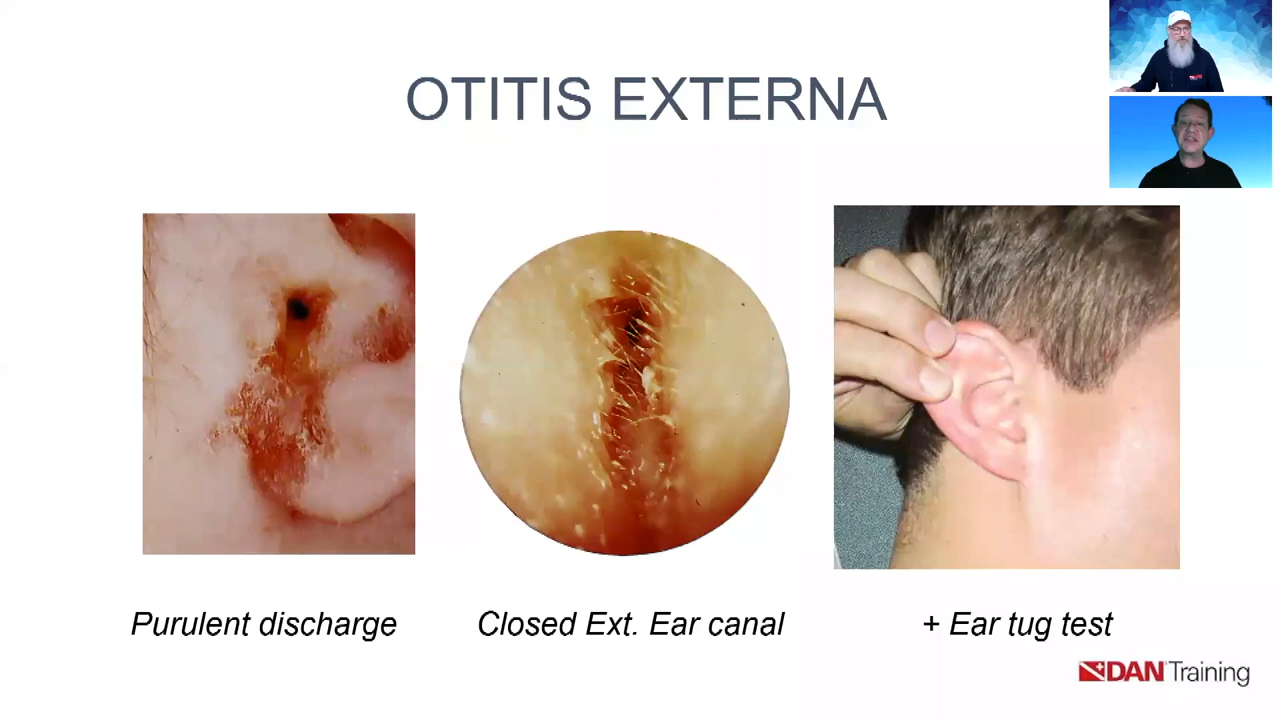 OTITIS EXTERNA
Purulent discharge
Closed Ext. Ear canal
+ Ear tug test
DAN Training